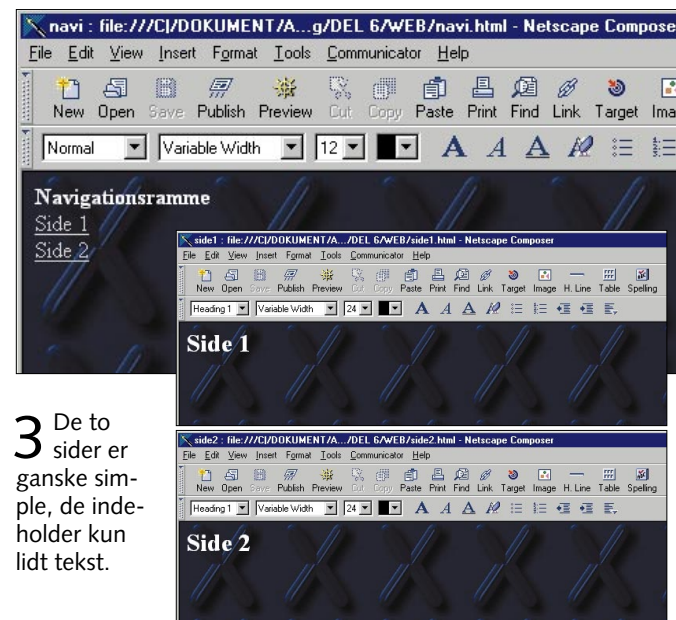 navi : file:///C|/DOKUMENT/A...g/DEL 6/WEB/navi.html - Netscape Compose
File Edit View Insert Format Tools Communicator Help
New Open Save Publish Preview Cut Copy Paste Print Find Link Target Ima
Normal Variable Width 12 A A A
Navigationsramme
Side 1
Side 2
side1 : file:///C|/DOKUMENT/A.../DEL 6/WEB/side1.html - Netscape Composer
File Edit View Insert Format Tools Communicator Help
New Open Save Publish Preview Cut Copy Paste Print Find Link Target Image H. Line Table Spelling
Heading 1 Variable Width 24 A A A
Side 1
side2 : file:///C|/DOKUMENT/A.../DEL 6/WEB/side2.html - Netscape Composer
File Edit View Insert Format Tools Communicator Help
New Open Save Publish Preview Cut Copy Paste Print Find Link Target Image H. Line Table Spelling
Heading 1 Variable Width 24 A A A
Side 2
3 De to
sider er
ganske sim-
ple, de inde-
holder kun
lidt tekst.